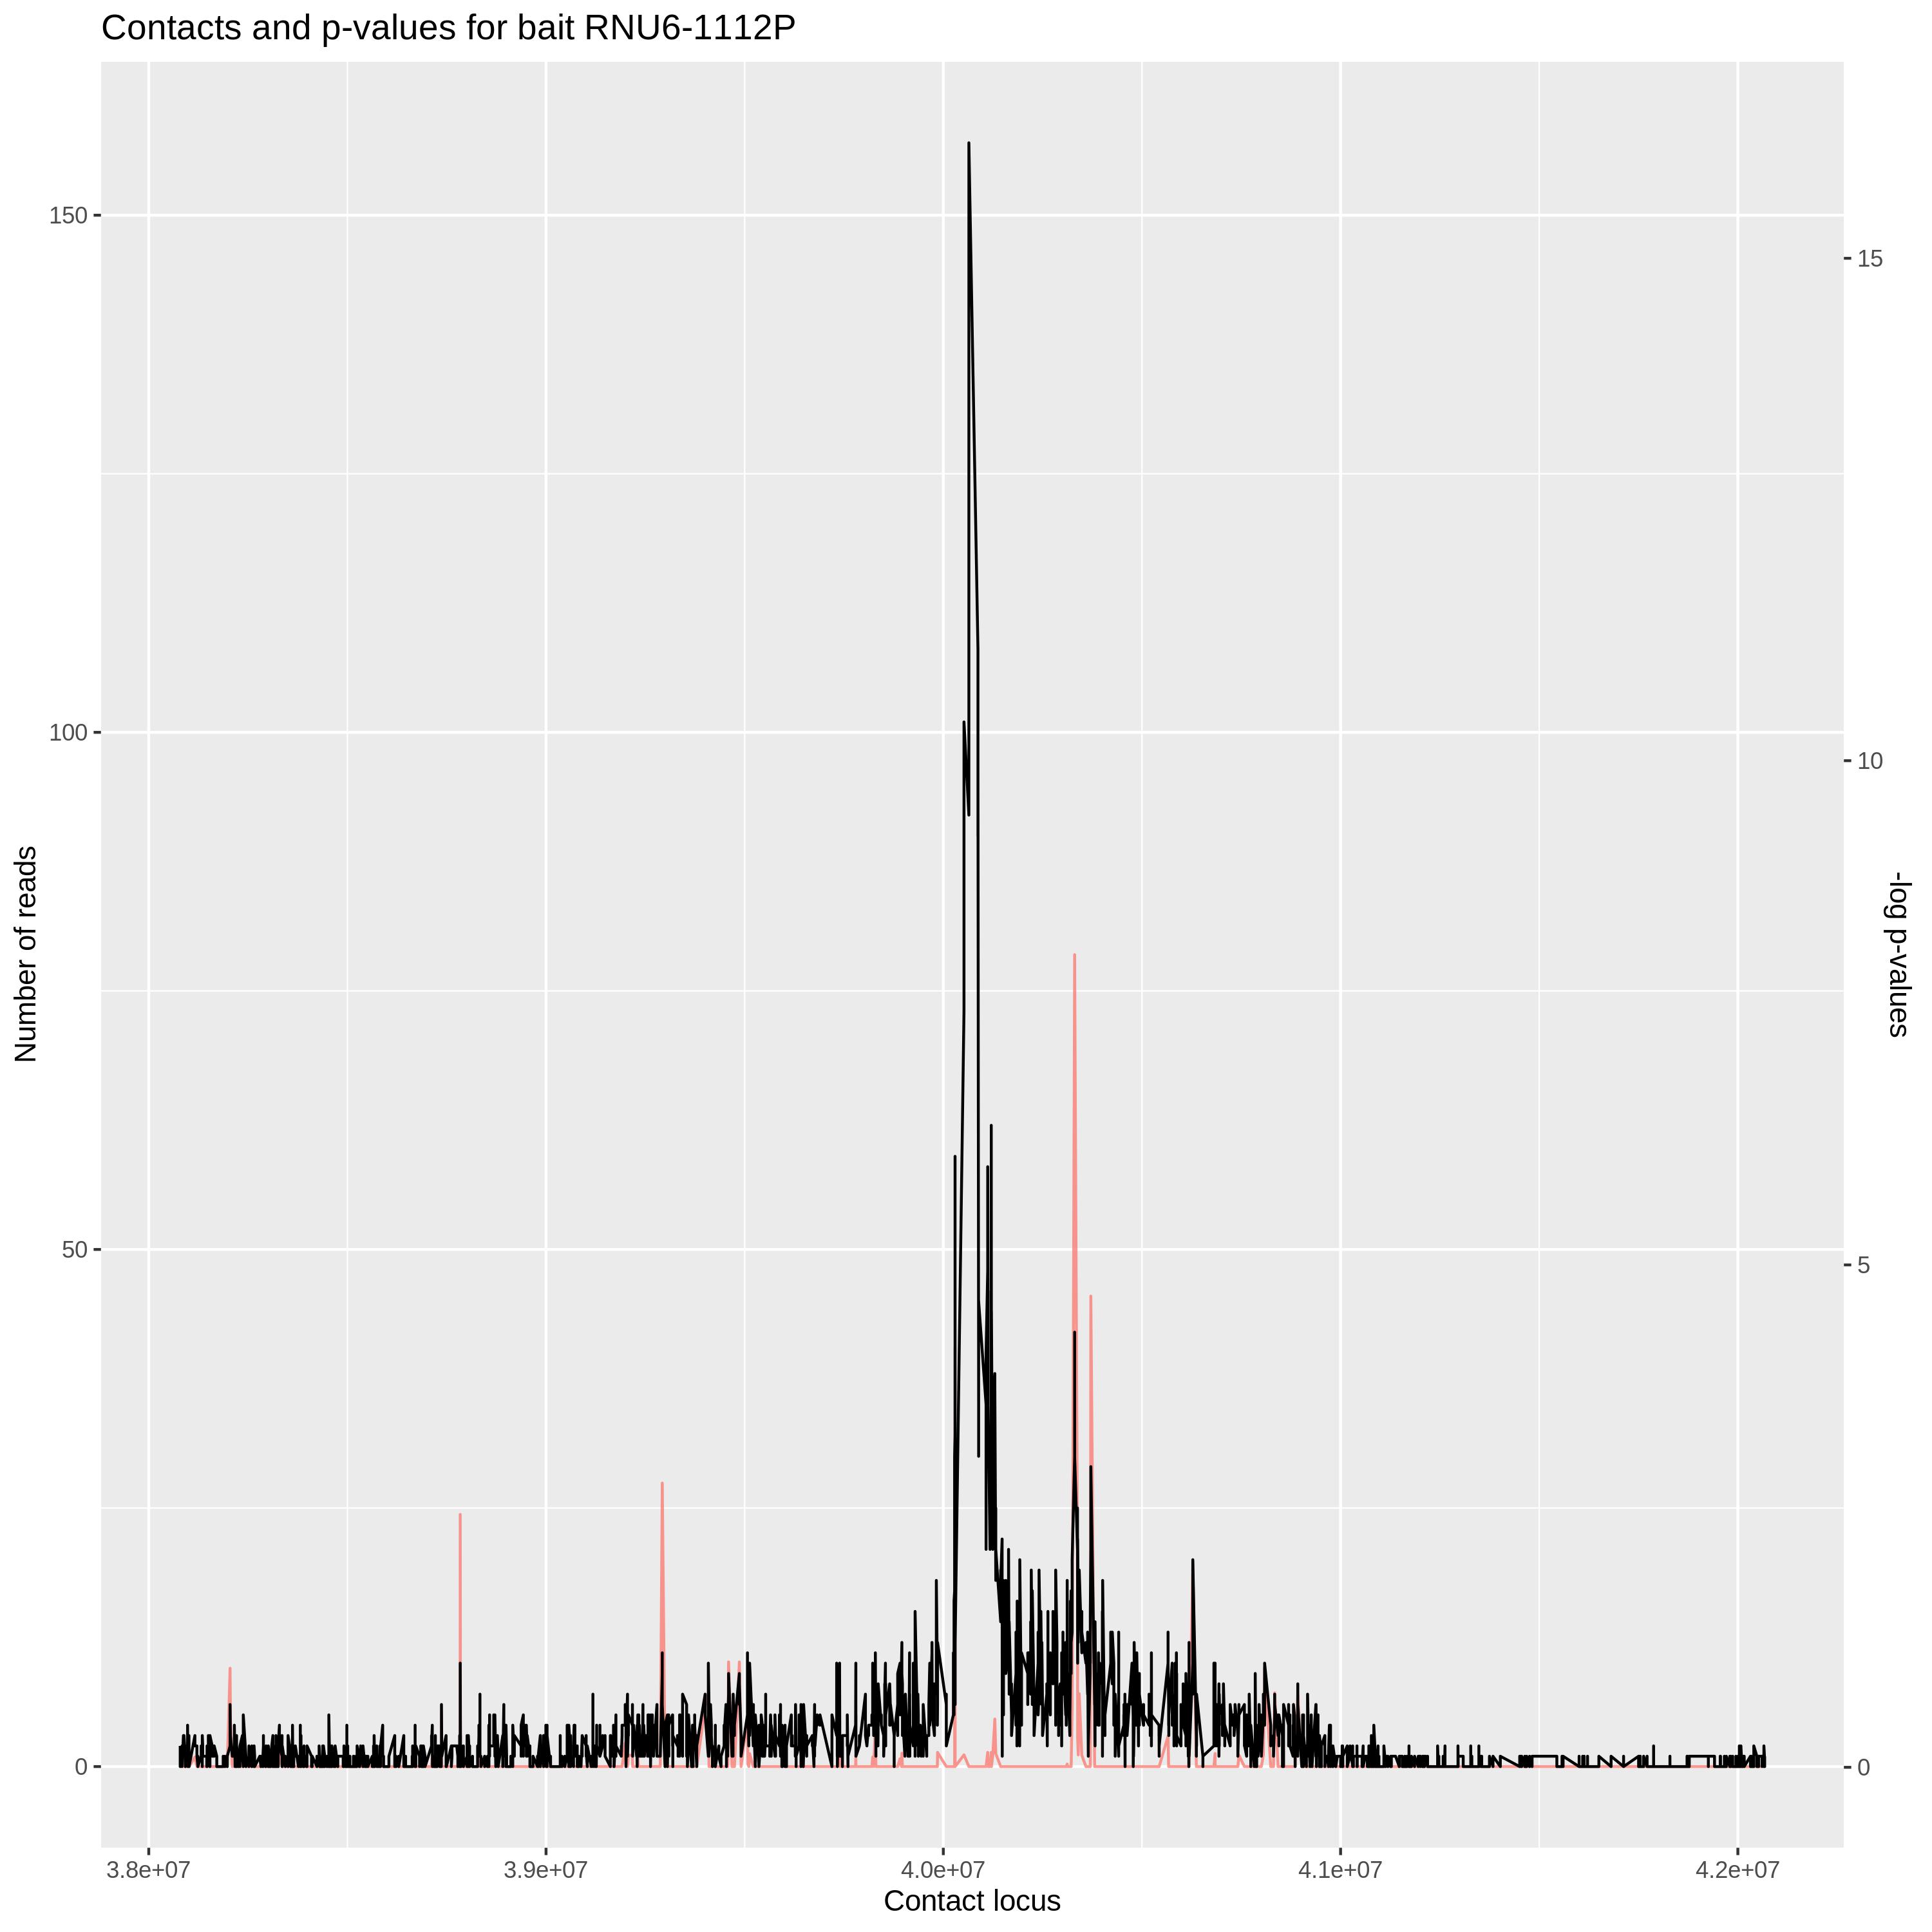 Contacts and p-values for bait RNU6-1112P
150
100
50
0
15
10
5
0
Number of reads
-log p-values
3.8e+07
3.9e+07
4.0e+07
4.1e+07
4.2e+07
Contact locus